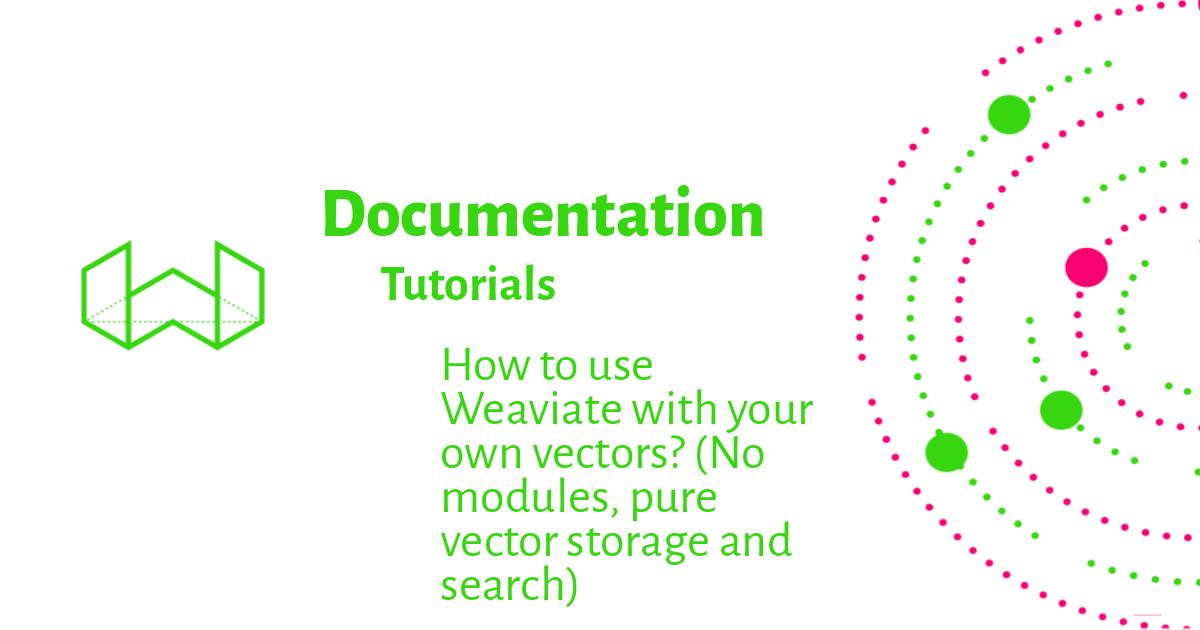 Documentation
Tutorials
How to use
Weaviate with your
own vectors? (No
modules, pure
vector storage and
search)